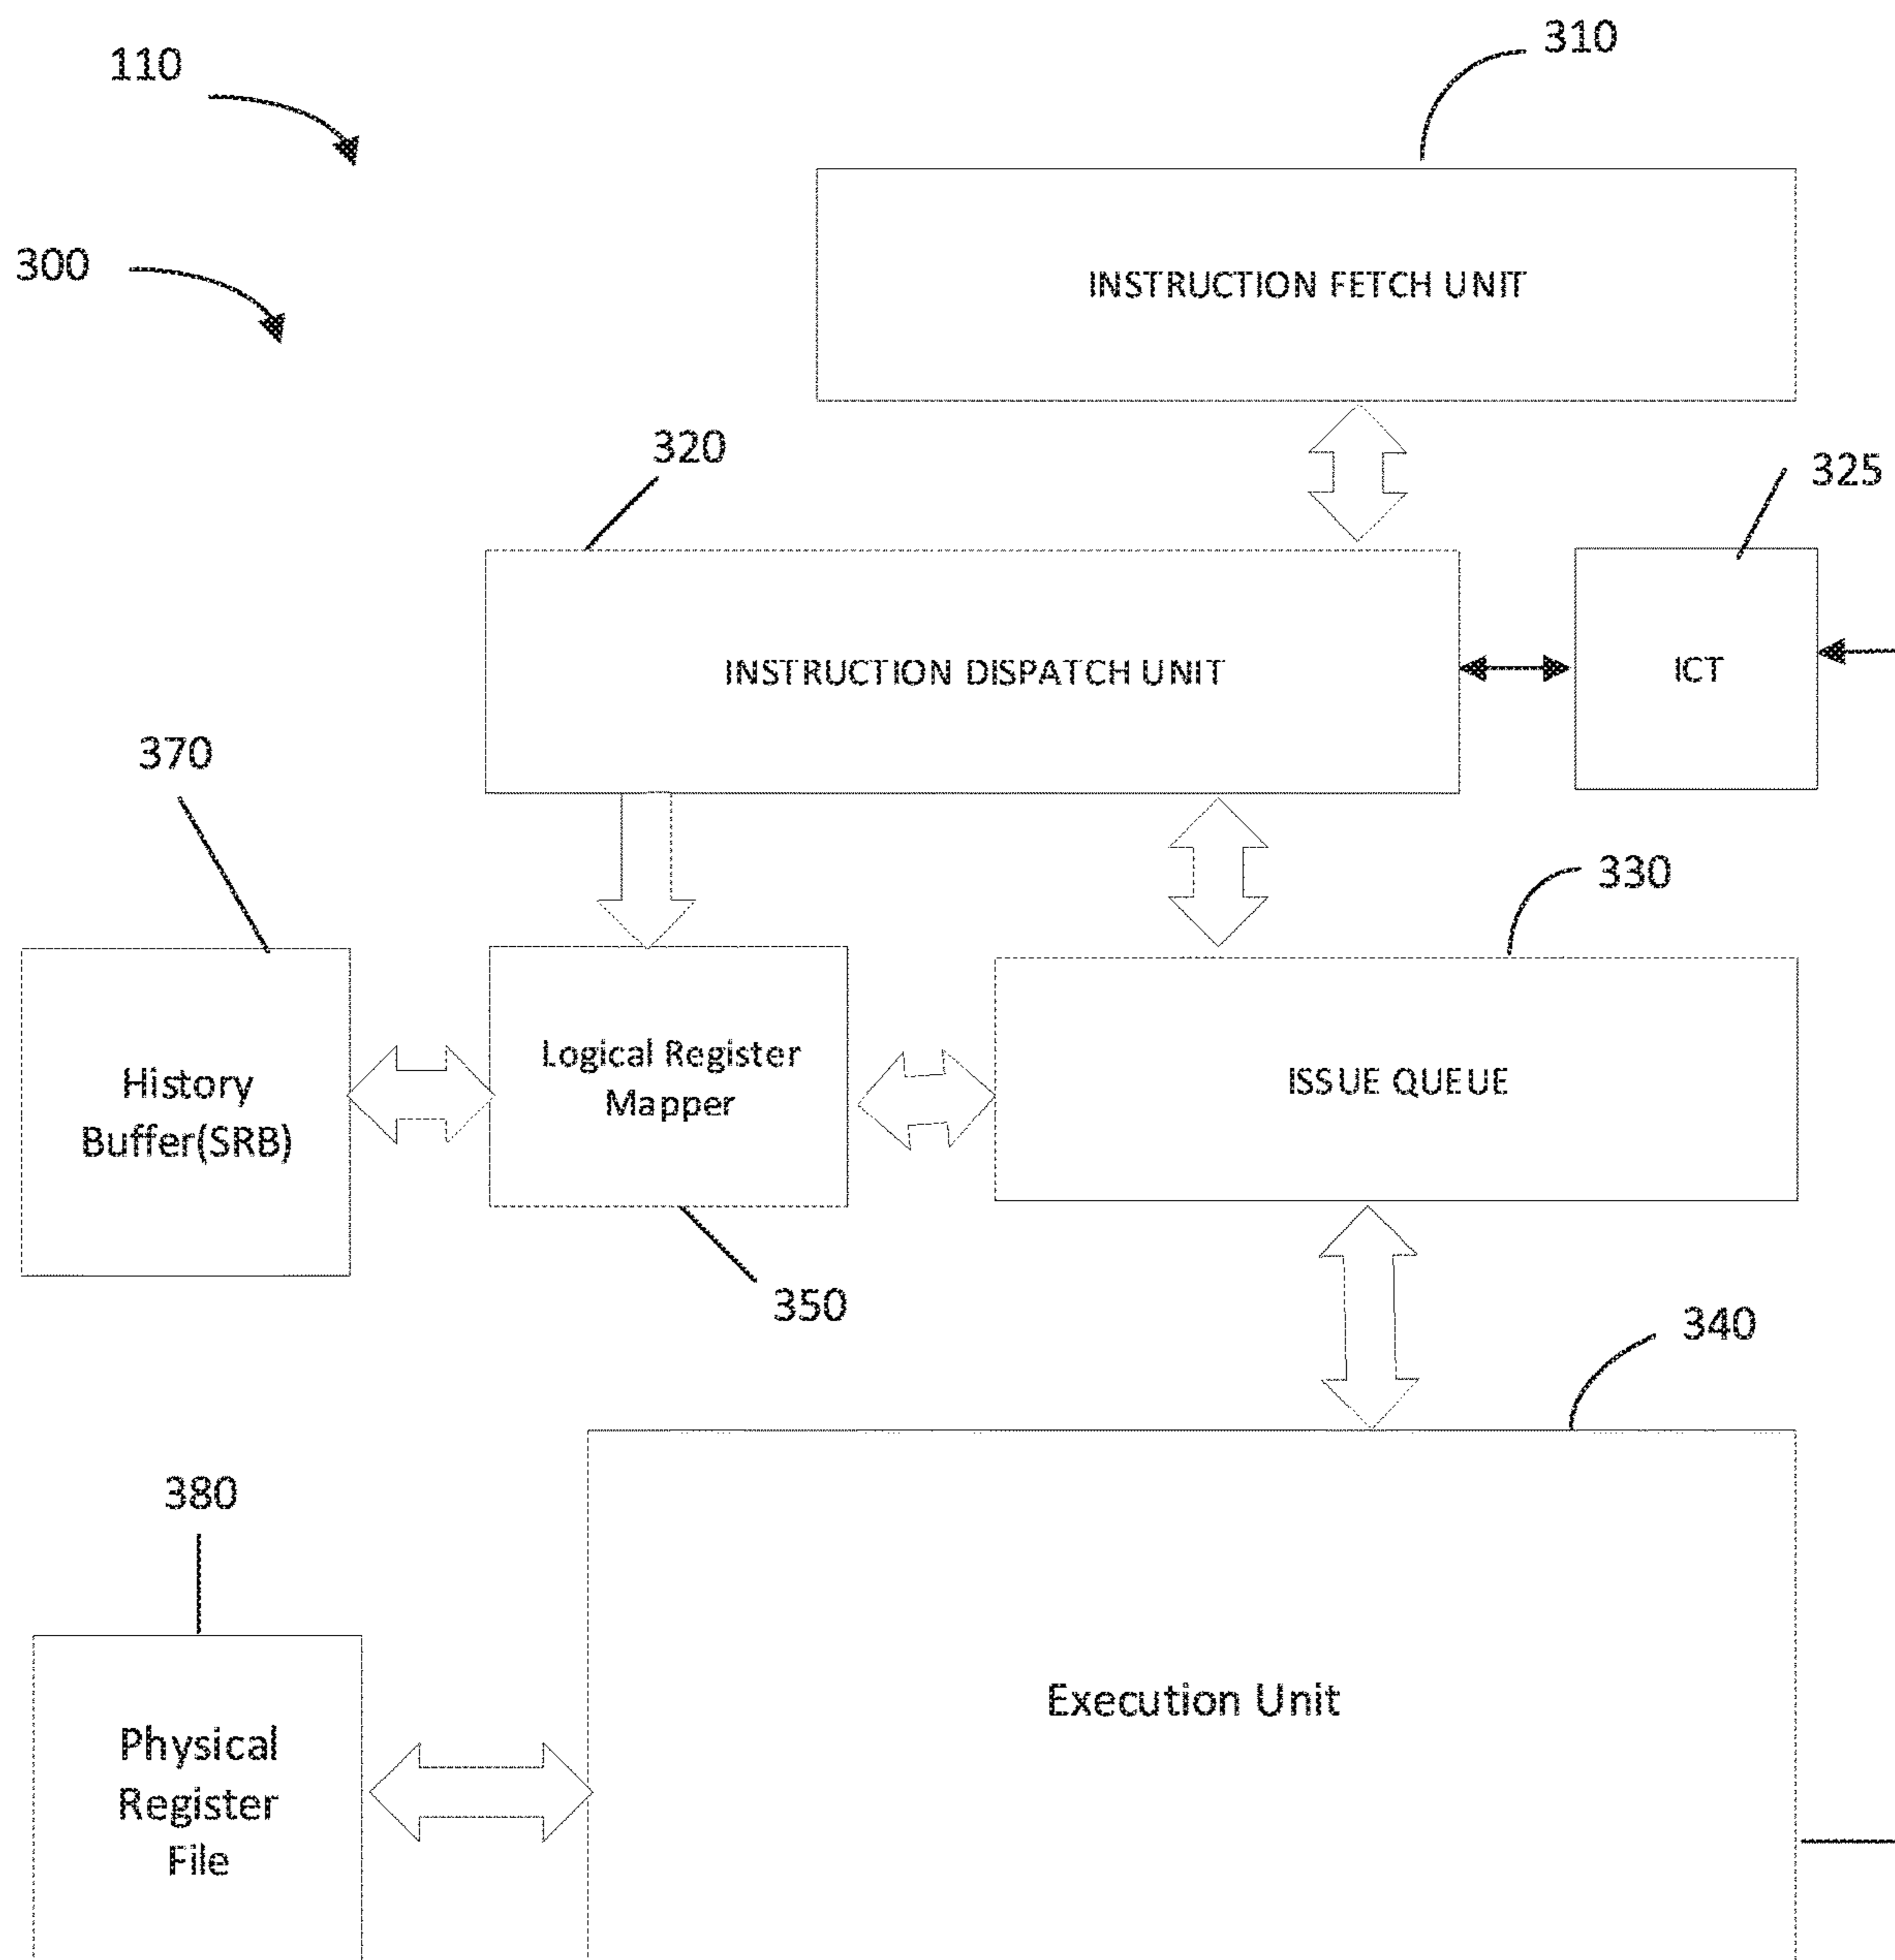 110
310
300
INSTRUCTION FETCH UNIT
320
325
INSTRUCTION DISPATCH UNIT
ICT
370
330
History
Buffer(SRB)
Logical Register
Mapper
ISSUE QUEUE
350
340
380
Execution Unit
Physical
Register
File